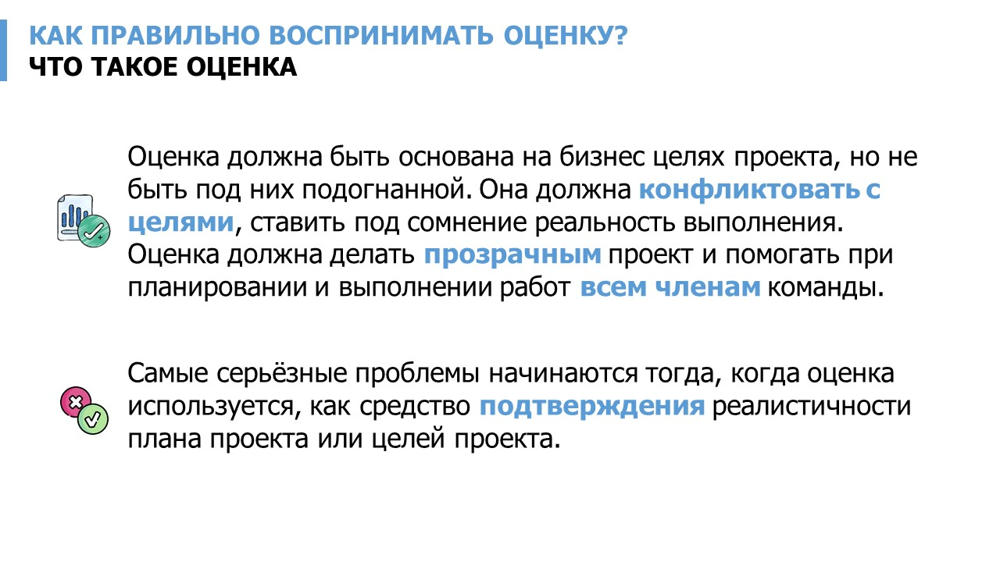 КАК ПРАВИЛЬНО ВОСПРИНИМАТЬ ОЦЕНКУ?
ЧТО ТАКОЕ ОЦЕНКА
Оценка должна быть основана на бизнес целях проекта, но не
быть под них подогнанной. Она должна конфликтовать с
целями, ставить под сомнение реальность выполнения.
Оценка должна делать прозрачным проект и помогать при
планировании и выполнении работ всем членам команды.
Самые серьёзные проблемы начинаются тогда, когда оценка
используется, как средство подтверждения реалистичности
плана проекта или целей проекта.